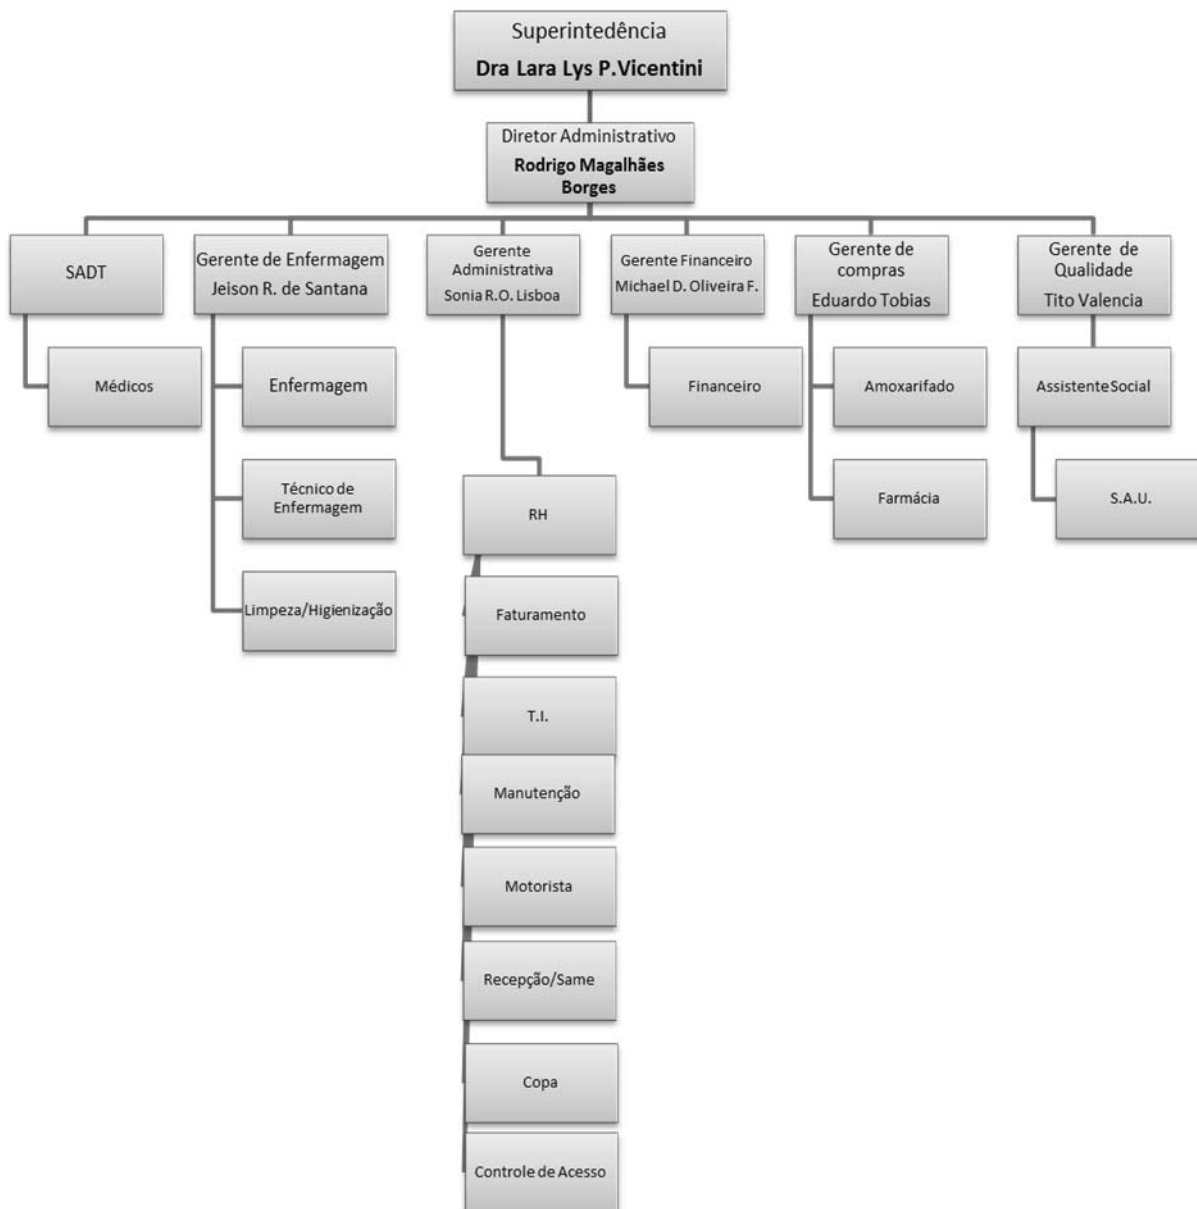 Superintedência
Dra Lara Lys P.Vicentini
Diretor Administrativo
Rodrigo Magalhães
Borges
SADT
Médicos
Gerente de Enfermagem
Jeison R. de Santana
Enfermagem
Técnico de
Enfermagem
Limpeza/Higienização
Gerente
Administrativa
Sonia R.O. Lisboa
RH
Faturamento
T.I.
Manutenção
Motorista
Recepção/Same
Copa
Controle de Acesso
Gerente Financeiro
Michael D. Oliveira F.
Financeiro
Gerente de
compras
Eduardo Tobias
Amoxarifado
Farmácia
Gerente de
Qualidade
Tito Valencia
Assistente Social
S.A.U.